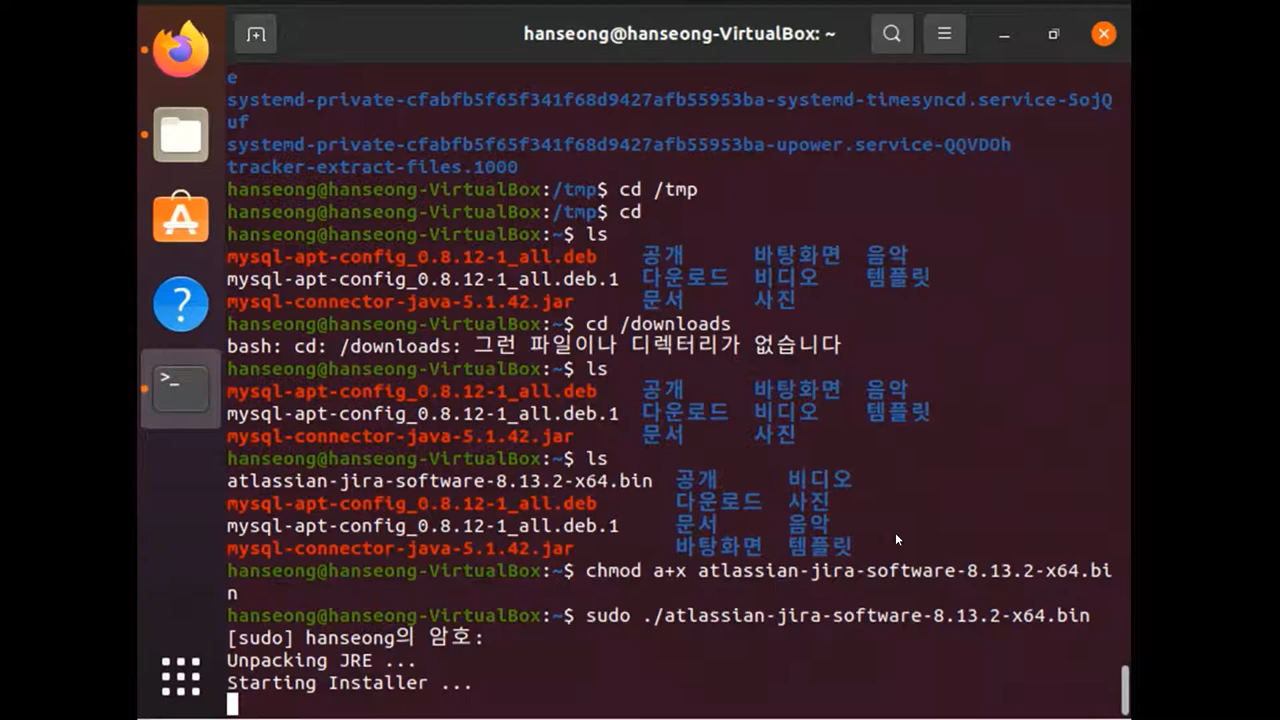 hanseong@hanseong-VirtualBox: ~
e
systemd-private-cfabfb5f65f341f68d9427afb55953ba-systemd-timesyncd.service-5ojQ
uf
systemd-private-cfabfb5f65f341f68d9427afb55953ba-upower.service-QQVDOh
tracker-extract-files.1000
hanseong@hanseong-VirtualBox:/tmp$ cd /tmp
hanseong@hanseong-VirtualBox:/tmp$ cd
hanseong@hanseong-VirtualBox:~$ ls
mysql-apt-config_0.8.12-1_all.deb 공개 바탕화면 음악
mysql-apt-config_0.8.12-1_all.deb.1 다운로드 비디오 템플릿
mysql-connector-java-5.1.42.jar 문서 사진
hanseong@hanseong-VirtualBox:~$ cd /downloads
bash: cd: /downloads: 그런 파일이나 디렉터리가 없습니다
hanseong@hanseong-VirtualBox:~$ ls
mysql-apt-config_0.8.12-1_all.deb 공개 바탕화면 음악
mysql-apt-config_0.8.12-1_all.deb.1 다운로드 비디오 템플릿
mysql-connector-java-5.1.42.jar 문서 사진
hanseong@hanseong-VirtualBox:~$ ls
atlassian-jira-software-8.13.2-x64.bin 공개 비디오
mysql-apt-config_0.8.12-1_all.deb 다운로드 사진
mysql-apt-config_0.8.12-1_all.deb.1 문서 음악
mysql-connector-java-5.1.42.jar 바탕화면 템플릿
hanseong@hanseong-VirtualBox:~$ chmod a+x atlassian-jira-software-8.13.2-x64.bi
n
hanseong@hanseong-VirtualBox:~$ sudo ./atlassian-jira-software-8.13.2-x64.bin
[sudo] hanseong의 암호:
Unpacking JRE ...
Starting Installer ...